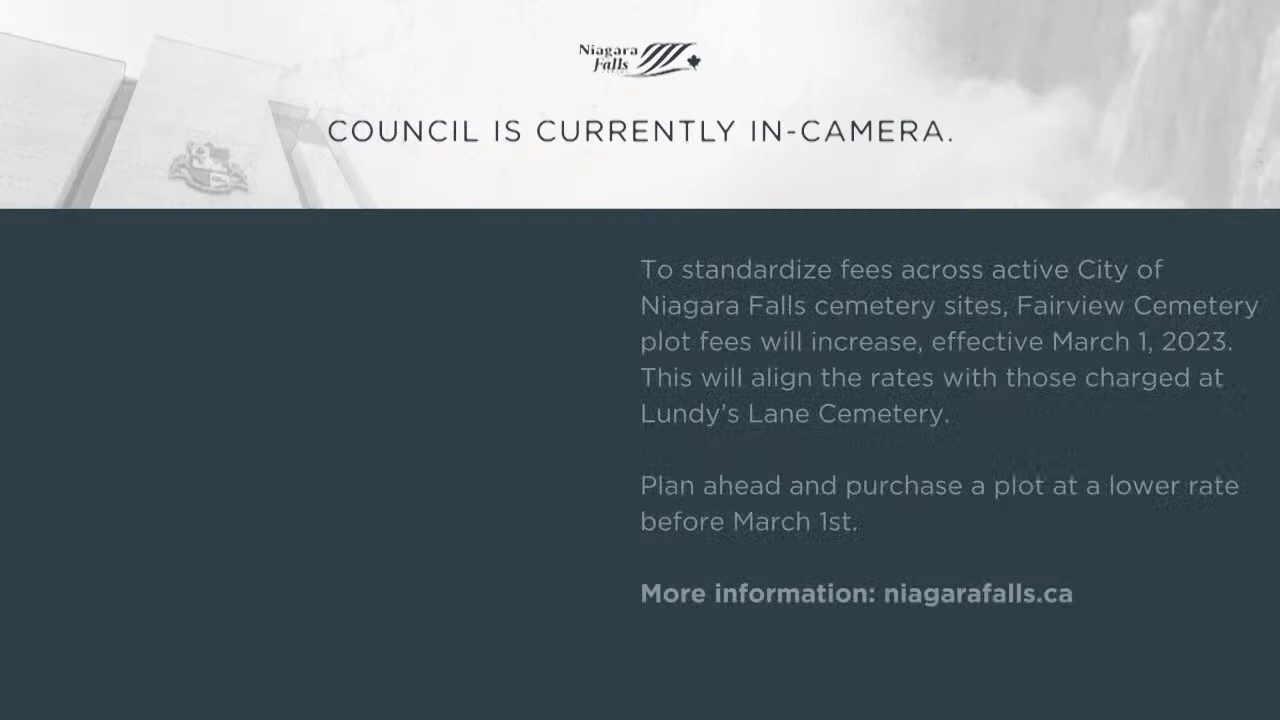 Niagara
Falls
COUNCIL IS CURRENTLY IN-CAMERA.
To standardize fees across active City of
Niagara Falls cemetery sites, Fairview Cemetery
plot fees will increase, effective March 1, 2023.
This will align the rates with those charged at
Lundy's Lane Cemetery.
Plan ahead and purchase a plot at a lower rate
before March 1st.
More information: niagarafalls.ca